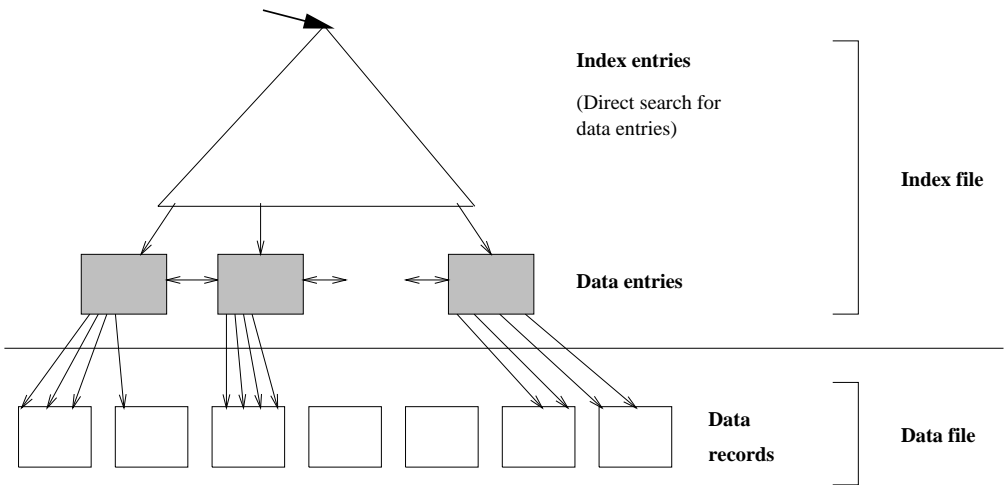 Index entries
(Direct search for
data entries)
Index file
Data entries
Data
records
Data file